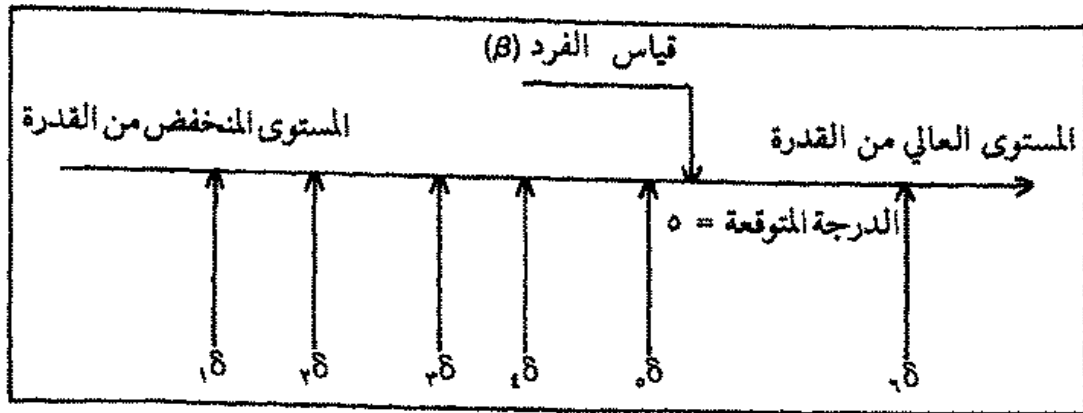 قياس الفرد (β)
المستوى العالي من القدرة
المستوى المنخفض من القدرة
الدرجة المتوقعة = ٥
δ١ δ٢ δ٣ δ٤ δ٥ δ٦